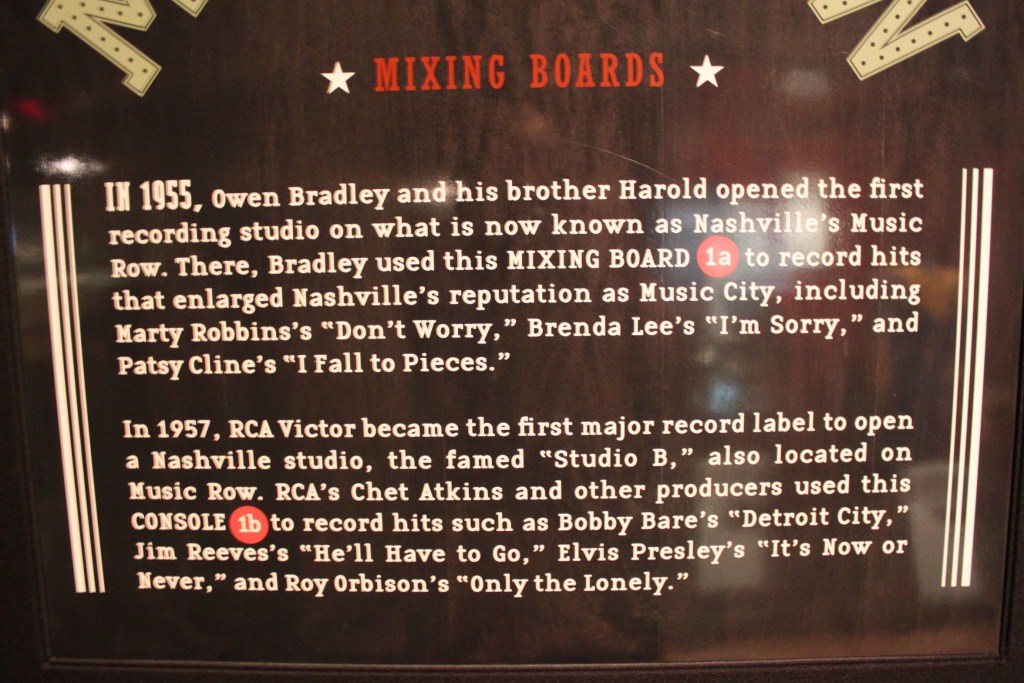 MIXING BOARDS
IN 1955, Owen Bradley and his brother Harold opened the first
recording studio on what is now known as Nashville's Music
Row. There, Bradley used this MIXING BOARD 1a to record hits
that enlarged Nashville's reputation as Music City, including
Marty Robbins's "Don't Worry," Brenda Lee's "I'm Sorry," and
Patsy Cline's "I Fall to Pieces."
In 1957, RCA Victor became the first major record label to open
a Nashville studio, the famed "Studio B," also located on
Music Row. RCA's Chet Atkins and other producers used this
CONSOLE 1b to record hits such as Bobby Bare's "Detroit City,"
Jim Reeves's "He'll Have to Go," Elvis Presley's "It's Now or
Never," and Roy Orbison's "Only the Lonely."